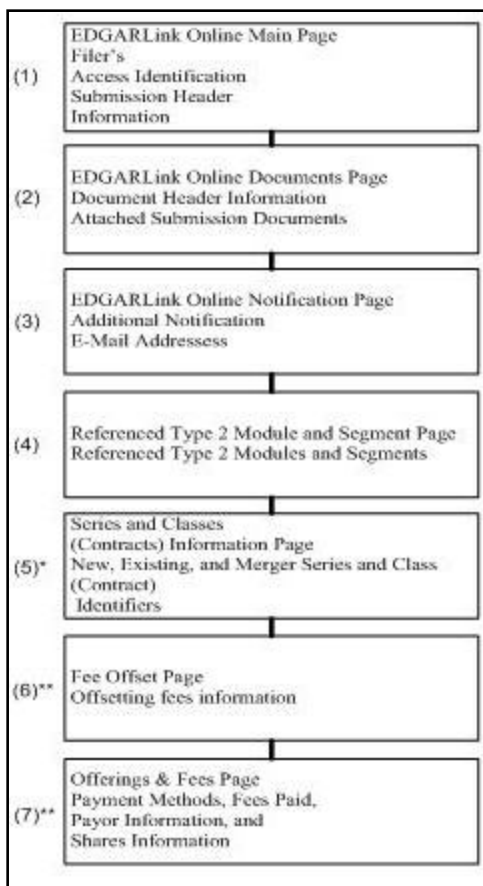 EDGARLink Online Main Page
Filer's
(1) Access Identification
Submission Header
Information
EDGARLink Online Documents Page
(2) Document Header Information
Attached Submission Documents
EDGARLink Online Notification Page
(3) Additional Notification
E-Mail Addressess
(4) Referenced Type 2 Module and Segment Page
Referenced Type 2 Modules and Segments
Series and Classes
(Contracts) Information Page
(5)* New, Existing, and Merger Series and Class
(Contract)
Identifiers
(6)** Fee Offset Page
Offsetting fees information
Offerings & Fees Page
Payment Methods, Fees Paid,
(7)** Payor Information, and
Shares Information